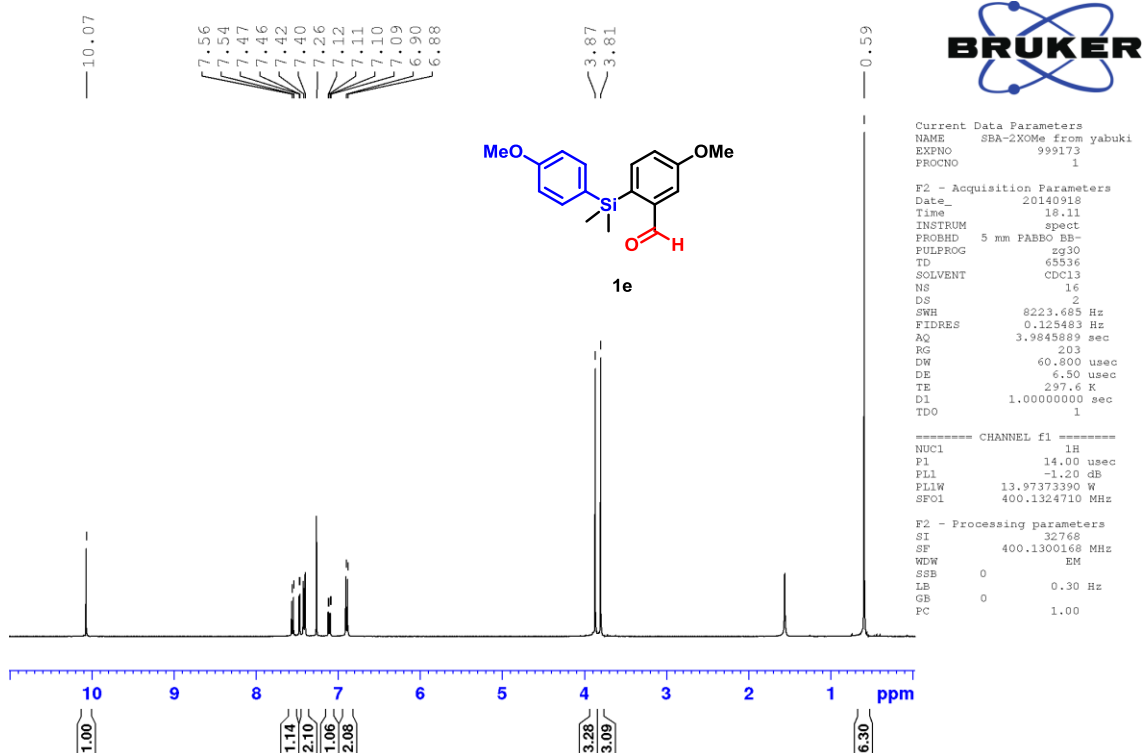 10.07
7.56
7.54
7.47
7.46
7.42
7.40
7.26
7.12
7.11
7.10
7.09
6.90
6.88
3.87
3.81
0.59
BRUKER
MeO
OMe
Si
O
H
1e
Current Data Parameters
NAME SBA-2XOMe from yabuki
EXPNO 999173
PROCNO 1
F2 - Acquisition Parameters
Date_ 20140918
Time 18.11
INSTRUM spect
PROBHD 5 mm PABBO BB-
PULPROG zg30
TD 65536
SOLVENT CDCl3
NS 16
DS 2
SWH 8223.685 Hz
FIDRES 0.125483 Hz
AQ 3.9845889 sec
RG 203
DW 60.800 usec
DE 6.50 usec
TE 297.6 K
D1 1.00000000 sec
TD0 1
======== CHANNEL f1 ========
NUC1 1H
P1 14.00 usec
PL1 -1.20 dB
PL1W 13.97373390 W
SFO1 400.1324710 MHz
F2 - Processing parameters
SI 32768
SF 400.1300168 MHz
WDW EM
SSB 0
LB 0.30 Hz
GB 0
PC 1.00
10 9 8 7 6 5 4 3 2 1 ppm
1.00
1.14
2.10
1.06
2.08
3.28
3.09
6.30